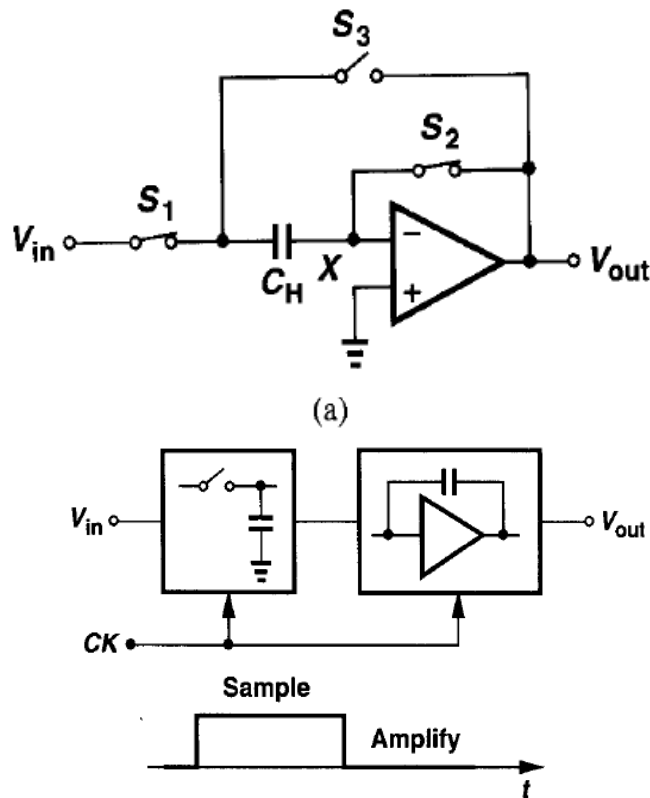 S3
S2
S1
Vin
CH
X
−
+
Vout
(a)
Vin
Vout
CK
Sample
Amplify
t